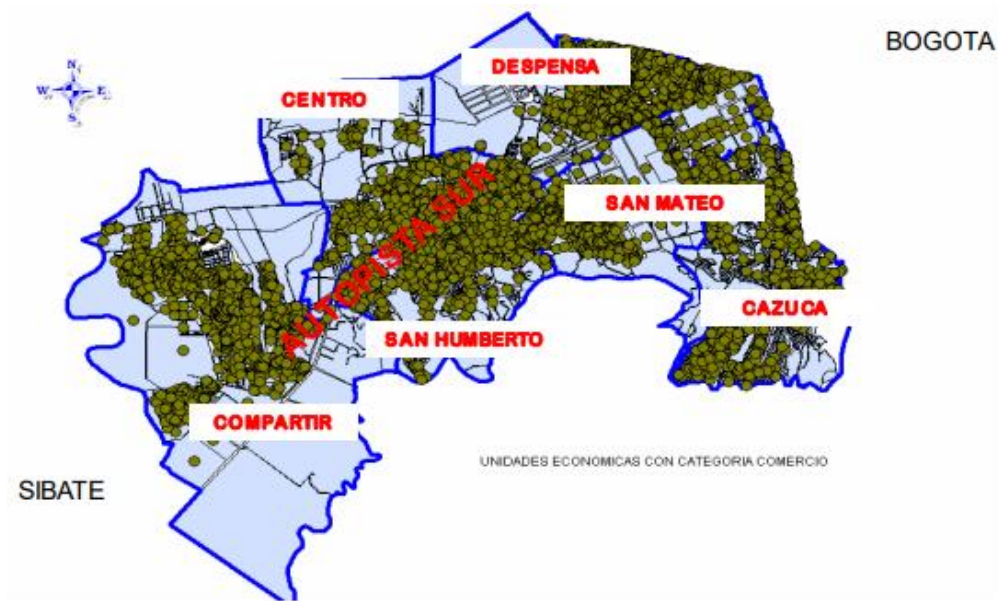 BOGOTA
DESPENSA
N
W E
S
CENTRO
SAN MATEO
AUTOPISTA SUR
CAZUCA
SAN HUMBERTO
COMPARTIR
UNIDADES ECONOMICAS CON CATEGORIA COMERCIO
SIBATE